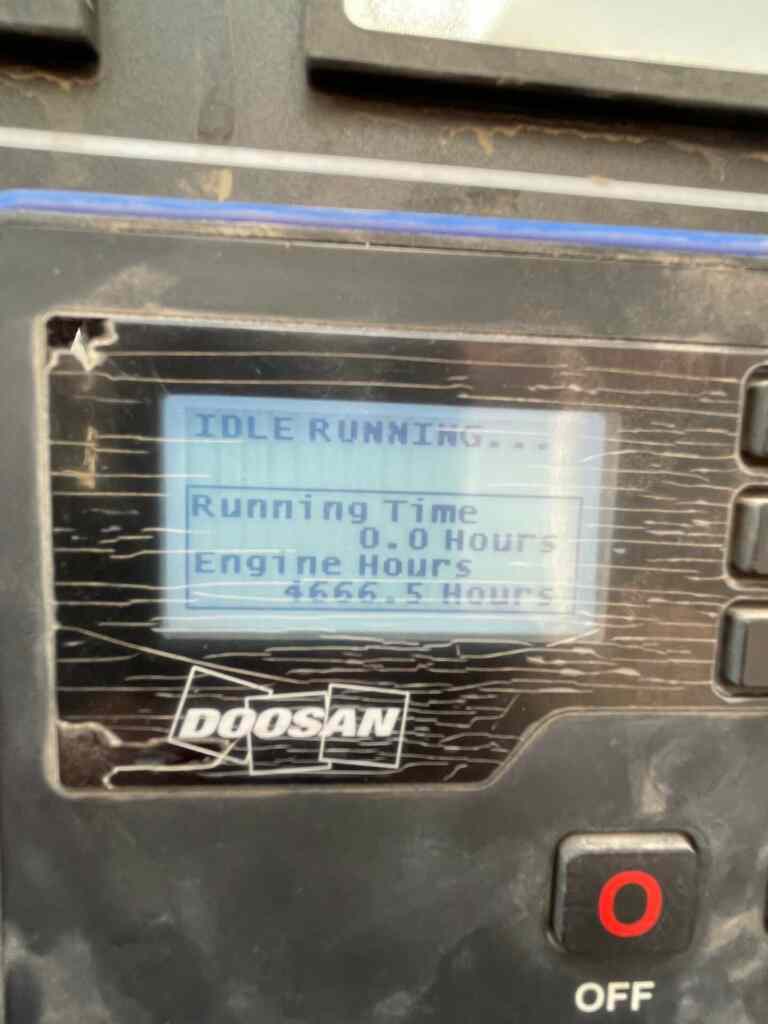 IDLE RUNNING...
Running Time
0.0 Hours
Engine Hours
4666.5 Hours
DOOSAN
O
OFF